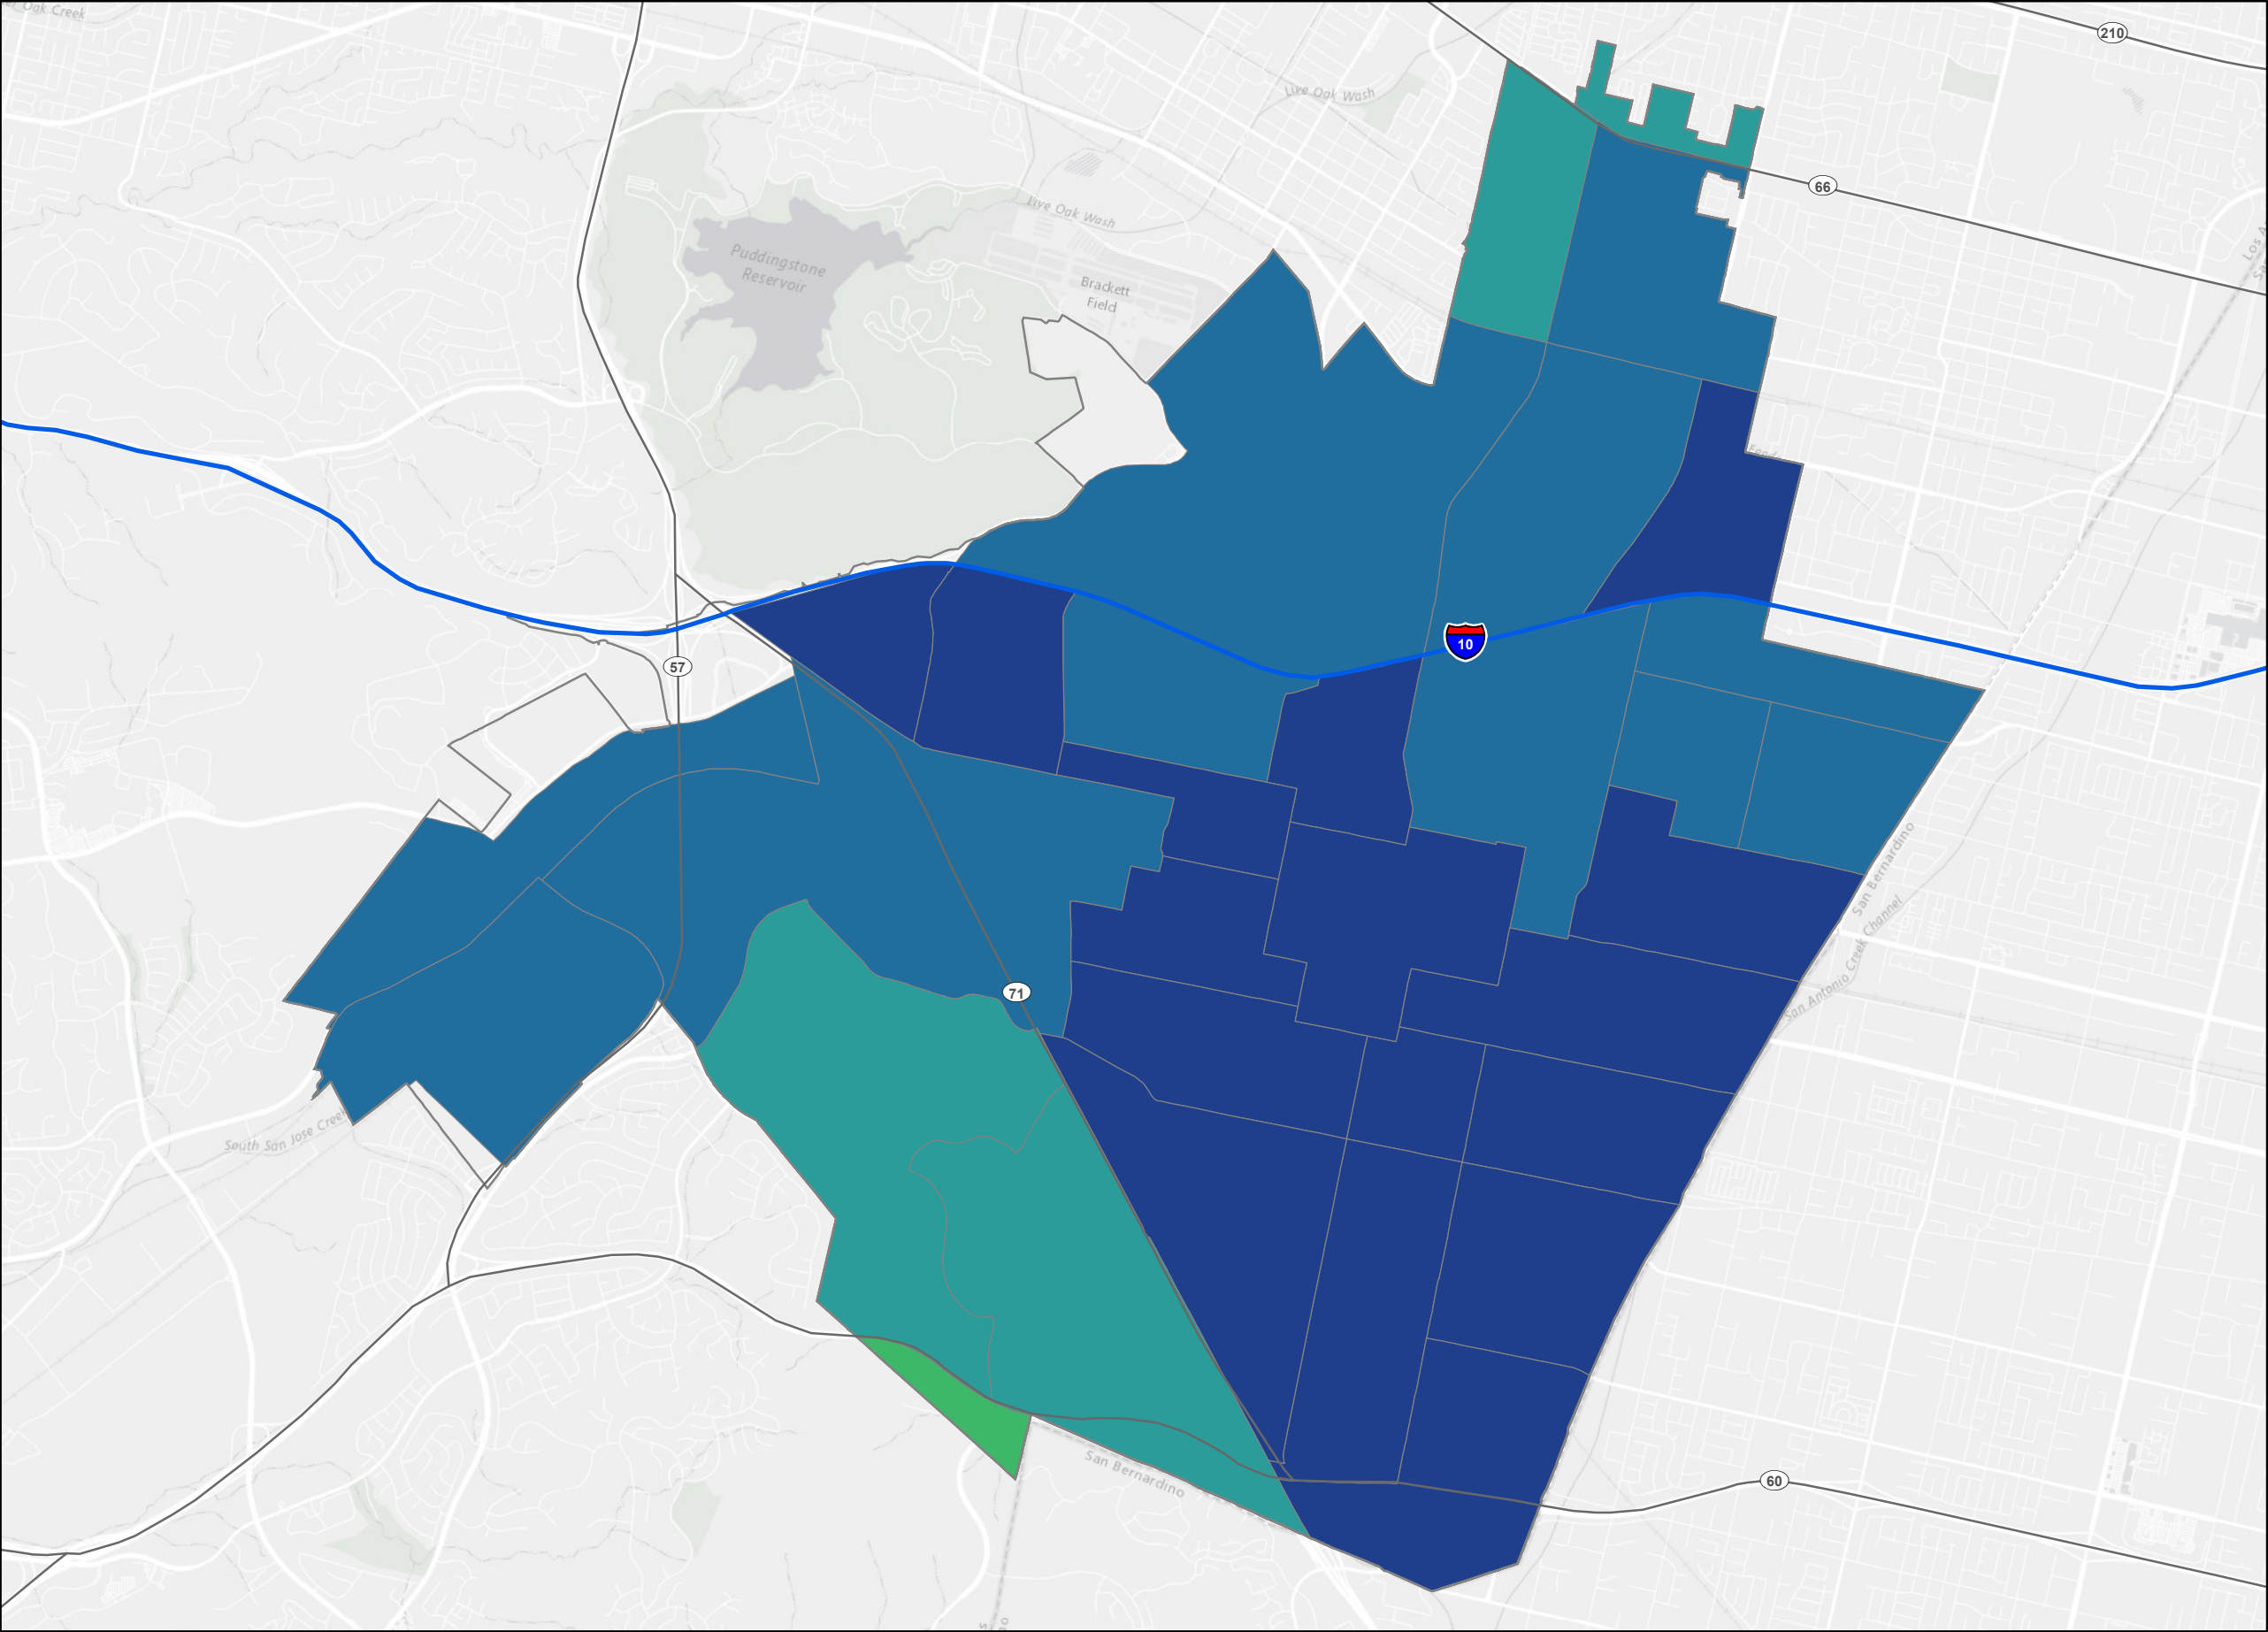 Oak Creek
210
Live Oak Wash
66
Live Oak Wash
Puddingstone
Reservoir
Brackett
Field
10
57
San Bernardino
San Antonio Creek Channel
71
South San Jose Creek
San Bernardino
60